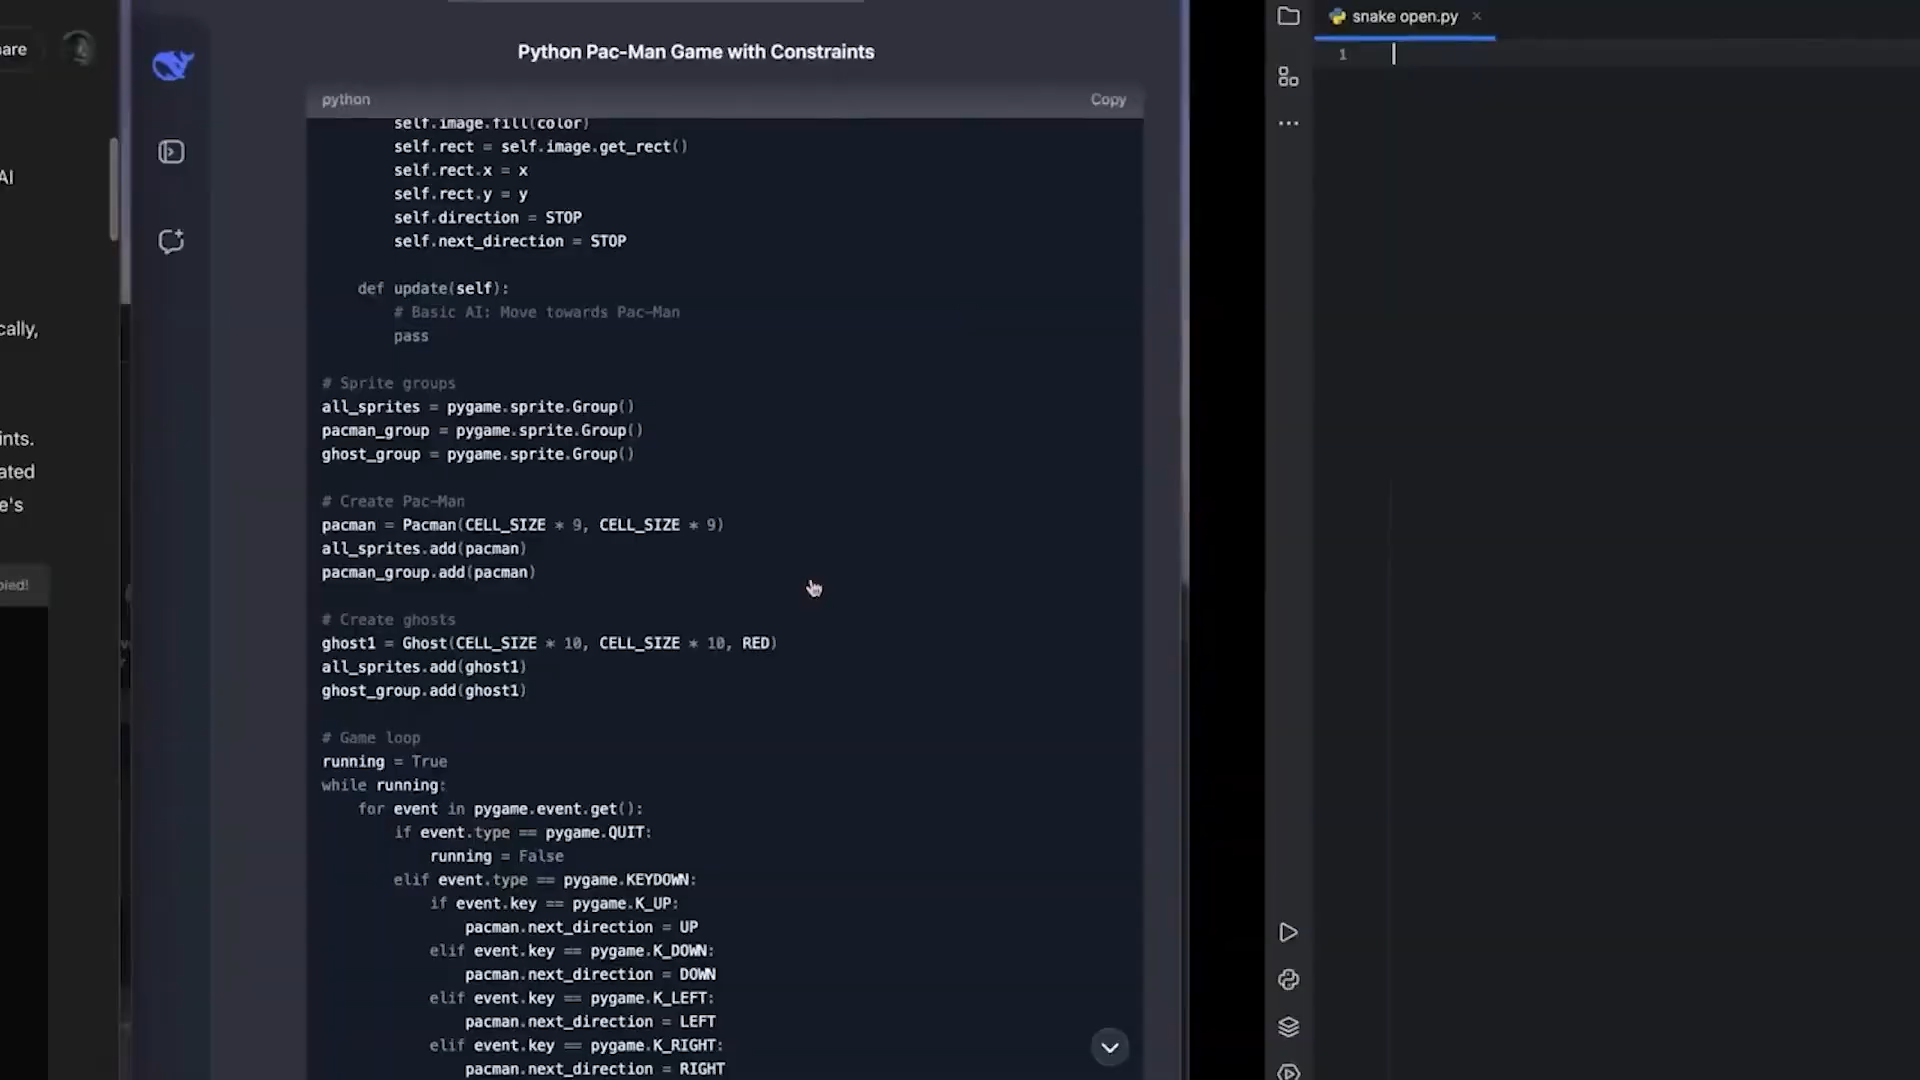 are
AI
cally,
ints.
ated
e's
pied!
Python Pac-Man Game with Constraints
python
Copy
self.image.fill(color)
self.rect = self.image.get_rect()
self.rect.x = x
self.rect.y = y
self.direction = STOP
self.next_direction = STOP
def update(self):
# Basic AI: Move towards Pac-Man
pass
# Sprite groups
all_sprites = pygame.sprite.Group()
pacman_group = pygame.sprite.Group()
ghost_group = pygame.sprite.Group()
# Create Pac-Man
pacman = Pacman(CELL_SIZE * 9, CELL_SIZE * 9)
all_sprites.add(pacman)
pacman_group.add(pacman)
# Create ghosts
ghost1 = Ghost(CELL_SIZE * 10, CELL_SIZE * 10, RED)
all_sprites.add(ghost1)
ghost_group.add(ghost1)
# Game loop
running = True
while running:
for event in pygame.event.get():
if event.type == pygame.QUIT:
running = False
elif event.type == pygame.KEYDOWN:
if event.key == pygame.K_UP:
pacman.next_direction = UP
elif event.key == pygame.K_DOWN:
pacman.next_direction = DOWN
elif event.key == pygame.K_LEFT:
pacman.next_direction = LEFT
elif event.key == pygame.K_RIGHT:
pacman.next_direction = RIGHT
snake open.py
1